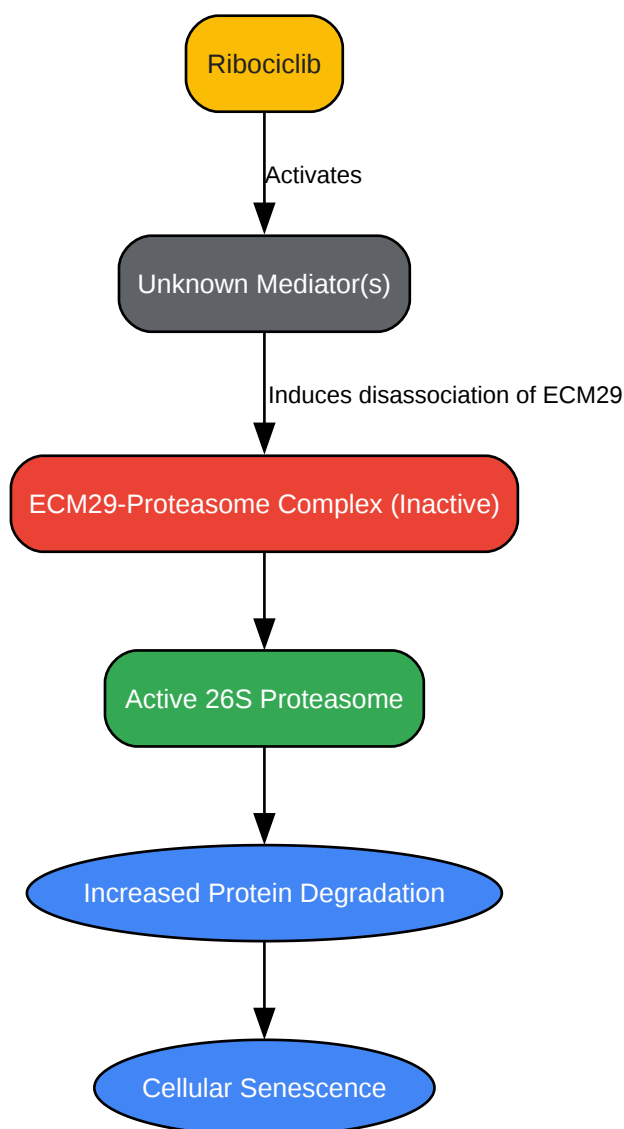 Ribociclib
Activates
Unknown Mediator(s)
Induces disassociation of ECM29
ECM29-Proteasome Complex (Inactive)
Active 26S Proteasome
Increased Protein Degradation
Cellular Senescence